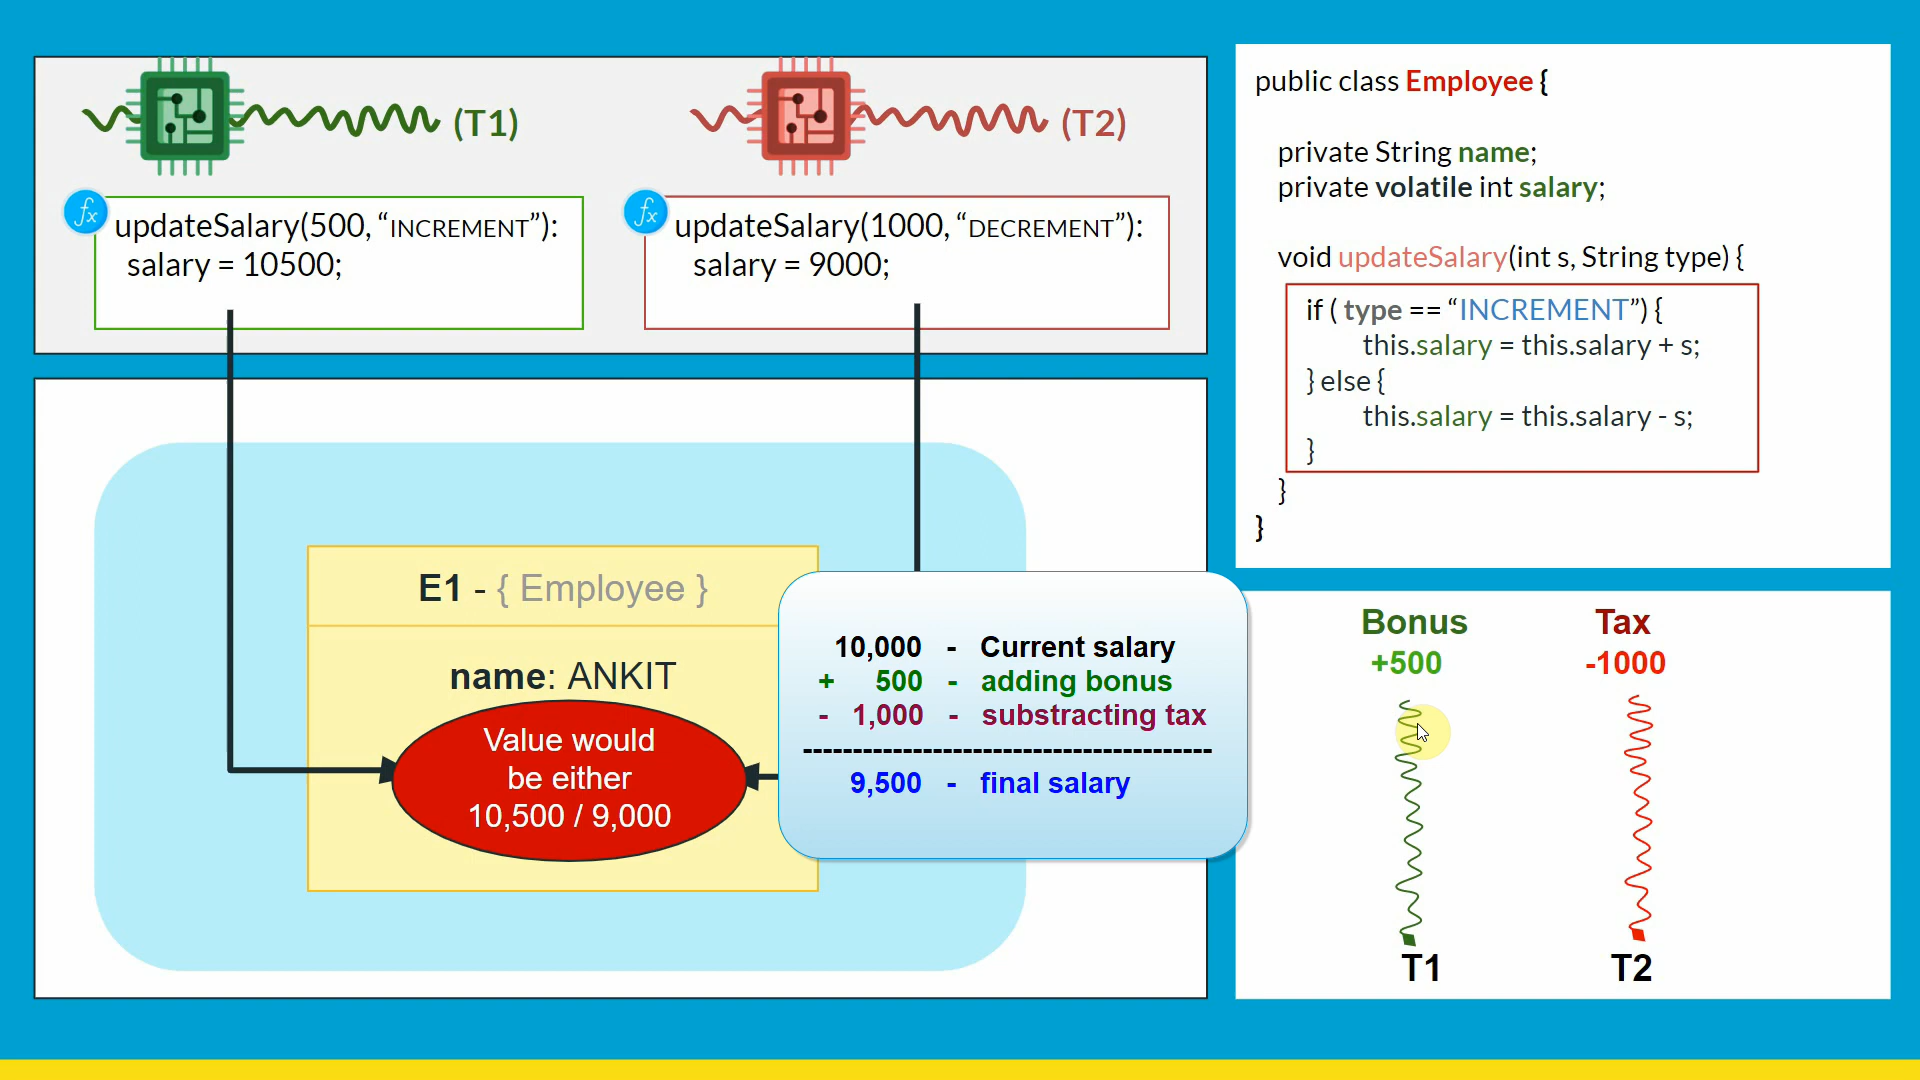 (T1)
(T2)
fx
updateSalary(500, “INCREMENT”):
salary = 10500;
fx
updateSalary(1000, “DECREMENT”):
salary = 9000;
E1 - { Employee }
name: ANKIT
Value would
be either
10,500 / 9,000
10,000 - Current salary
+ 500 - adding bonus
- 1,000 - substracting tax
-----------------------------------------
9,500 - final salary
public class Employee {
private String name;
private volatile int salary;
void updateSalary(int s, String type) {
if ( type == “INCREMENT”) {
this.salary = this.salary + s;
} else {
this.salary = this.salary - s;
}
}
}
Bonus
+500
Tax
-1000
T1
T2